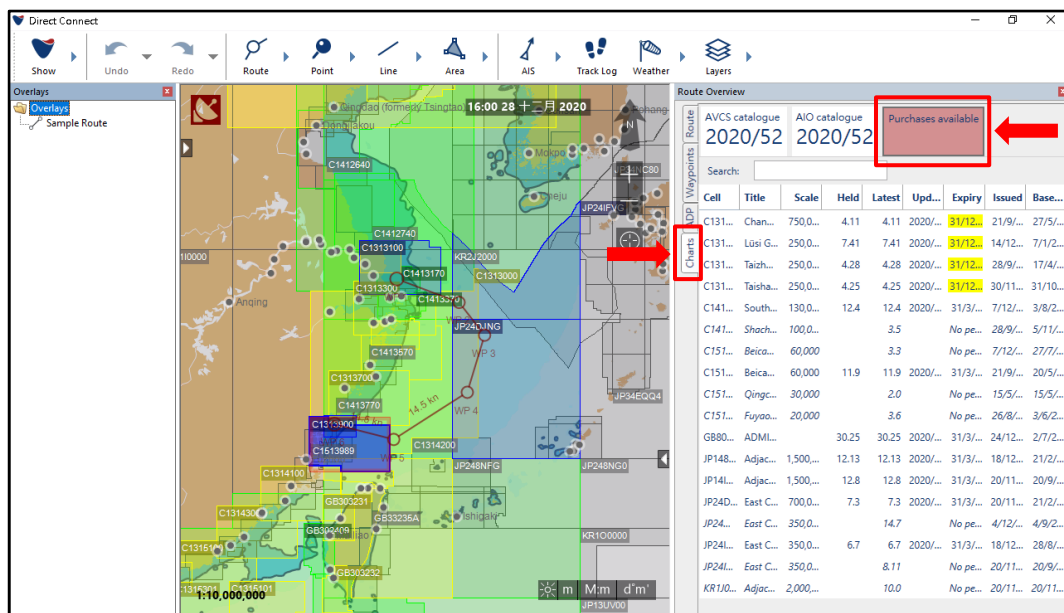 Direct Connect
Show
Undo
Redo
Route
Point
Line
Area
AIS
Track Log
Weather
Layers
Overlays
Overlays
Sample Route
Qingdao (formerly Tsingtao)
16:00 28 十二月 2020
Dongjiakou
N
C1412640
Mokpo
Cheju
JP24IFVG
C1412740
C1313100
KR2J2000
C1413170
C1313000
C1313300
C1413370
Anqing
JP24DJNG
WP 3
C1413570
C1313700
JP34EQQ4
C1413770
14.5 kn
WP 4
C1313900
C1314200
C1513989
WP 5
C1314100
JP248NFG
JP248NG0
GB303231
C1314300
GB33235A
Ishigaki
GB302409
KR1O0000
GB303232
C1315101
1:10,000,000
m
M:m
d°m'
JP13UV00
Route Overview
Route
Waypoints
ADP
Charts
AVCS catalogue
2020/52
AIO catalogue
2020/52
Purchases available
Search:
Cell Title Scale Held Latest Upd... Expiry Issued Base...
C131... Chan... 750,0... 4.11 4.11 2020/... 31/12... 21/9/... 27/5/...
C131... Lüsi G... 250,0... 7.41 7.41 2020/... 31/12... 14/12... 7/1/2...
C131... Taizh... 250,0... 4.28 4.28 2020/... 31/12... 28/9/... 17/4/...
C131... Taisha... 250,0... 4.25 4.25 2020/... 31/12... 30/11... 31/10...
C141... South... 130,0... 12.4 12.4 2020/... 31/3/... 7/12/... 3/8/2...
C141... Shach... 100,0... 3.5 No pe... 28/9/... 5/11/...
C151... Beica... 60,000 3.3 No pe... 7/12/... 27/7/...
C151... Beica... 60,000 11.9 11.9 2020/... 31/3/... 21/9/... 20/5/...
C151... Qingc... 30,000 2.0 No pe... 15/5/... 15/5/...
C151... Fuyao... 20,000 3.6 No pe... 26/8/... 3/6/2...
GB80... ADMI... 30.25 30.25 2020/... 31/3/... 24/12... 2/7/2...
JP148... Adjac... 1,500,... 12.13 12.13 2020/... 31/3/... 18/12... 21/2/...
JP14I... Adjac... 1,500,... 12.8 12.8 2020/... 31/3/... 20/11... 20/9/...
JP24D... East C... 700,0... 7.3 7.3 2020/... 31/3/... 20/11... 21/2/...
JP24... East C... 350,0... 14.7 No pe... 4/12/... 4/9/2...
JP24I... East C... 350,0... 6.7 6.7 2020/... 31/3/... 18/12... 28/8/...
JP24I... East C... 350,0... 8.11 No pe... 20/11... 20/9/...
KR1J0... Adjac... 2,000,... 10.0 No pe... 20/11... 20/11...